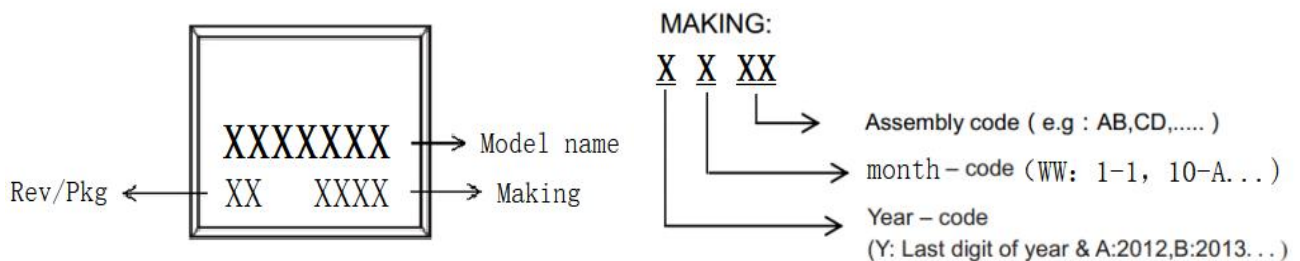 XXXXXXX
Model name
Rev/Pkg
XX XXXX
Making
MAKING:
X X XX
Assembly code ( e.g : AB,CD,..... )
month – code (WW: 1-1, 10-A...)
Year – code
(Y: Last digit of year & A:2012,B:2013...)